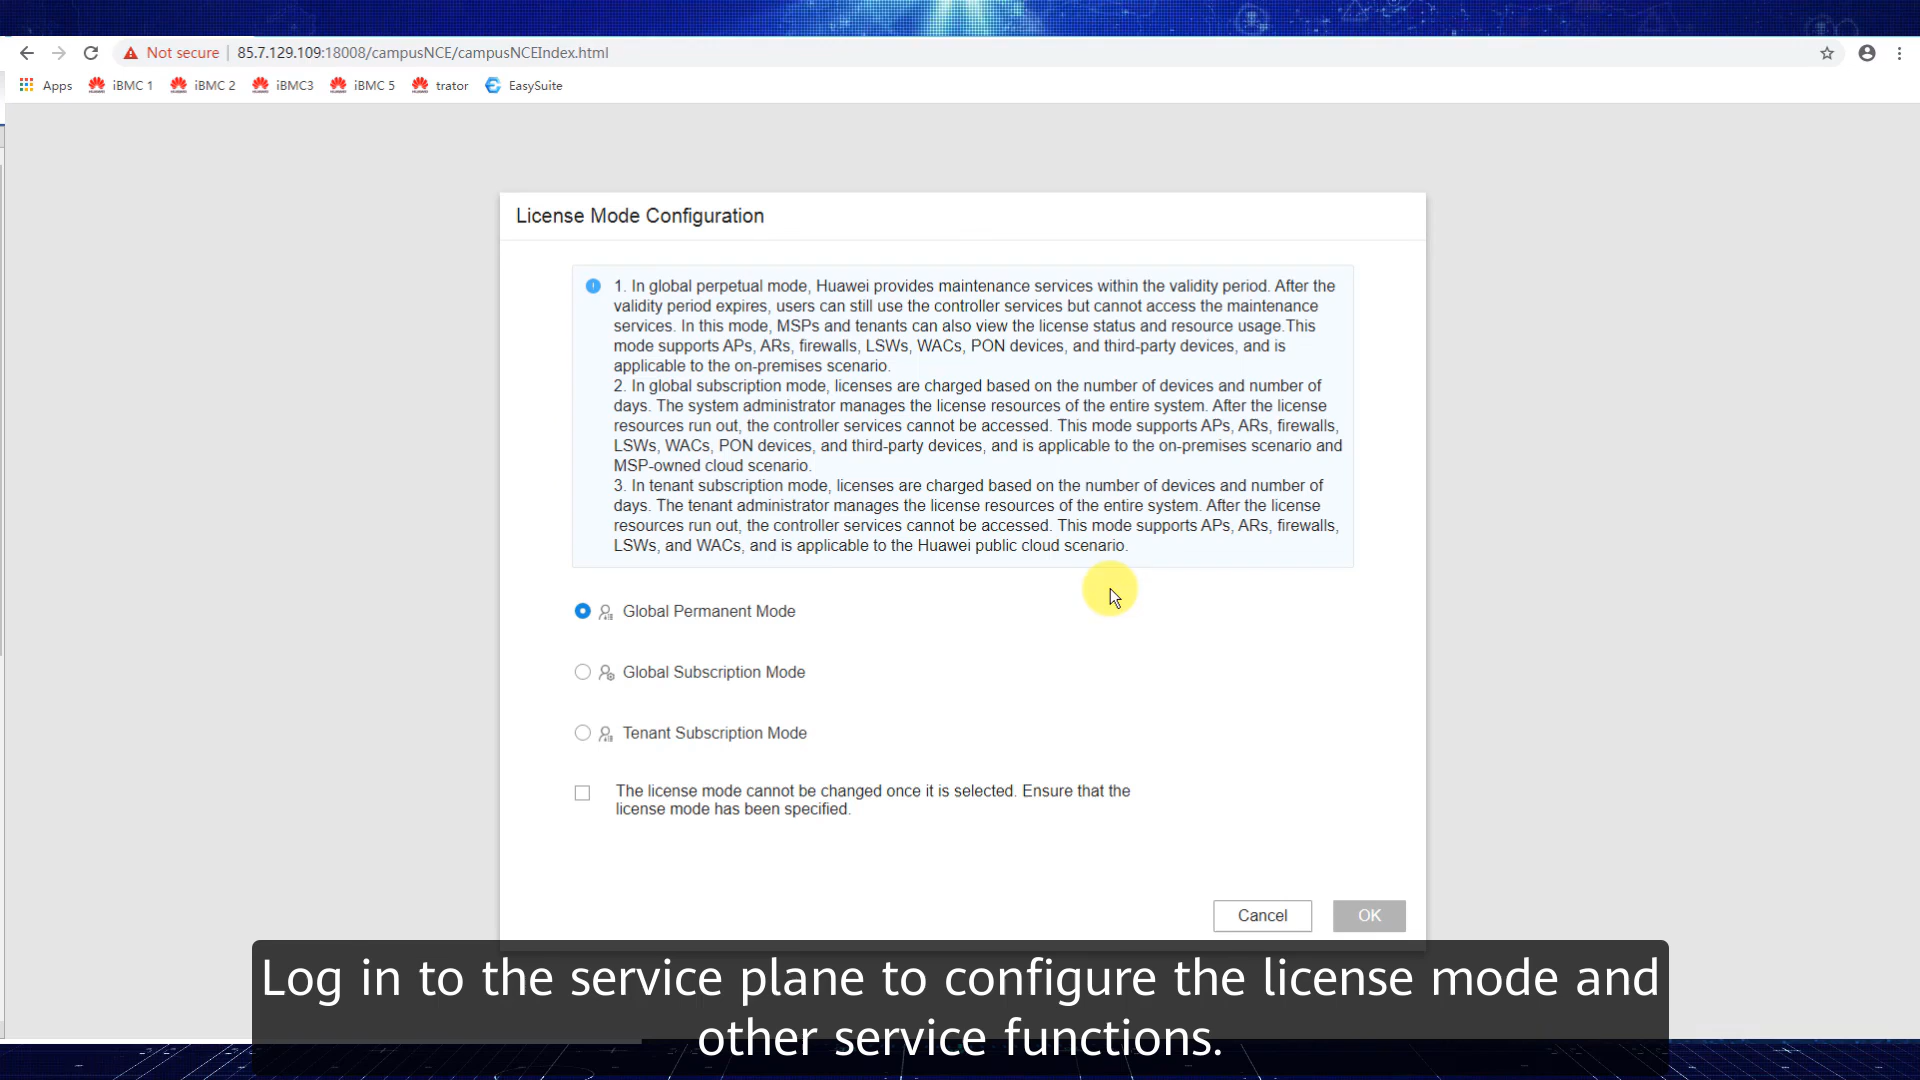 Not secure | 85.7.129.109:18008/campusNCE/campusNCEIndex.html
Apps iBMC 1 iBMC 2 iBMC3 iBMC 5 trator EasySuite
License Mode Configuration
1. In global perpetual mode, Huawei provides maintenance services within the validity period. After the
validity period expires, users can still use the controller services but cannot access the maintenance
services. In this mode, MSPs and tenants can also view the license status and resource usage.This
mode supports APs, ARs, firewalls, LSWs, WACs, PON devices, and third-party devices, and is
applicable to the on-premises scenario.
2. In global subscription mode, licenses are charged based on the number of devices and number of
days. The system administrator manages the license resources of the entire system. After the license
resources run out, the controller services cannot be accessed. This mode supports APs, ARs, firewalls,
LSWs, WACs, PON devices, and third-party devices, and is applicable to the on-premises scenario and
MSP-owned cloud scenario.
3. In tenant subscription mode, licenses are charged based on the number of devices and number of
days. The tenant administrator manages the license resources of the entire system. After the license
resources run out, the controller services cannot be accessed. This mode supports APs, ARs, firewalls,
LSWs, and WACs, and is applicable to the Huawei public cloud scenario.
Global Permanent Mode
Global Subscription Mode
Tenant Subscription Mode
The license mode cannot be changed once it is selected. Ensure that the
license mode has been specified.
Cancel OK
Log in to the service plane to configure the license mode and
other service functions.